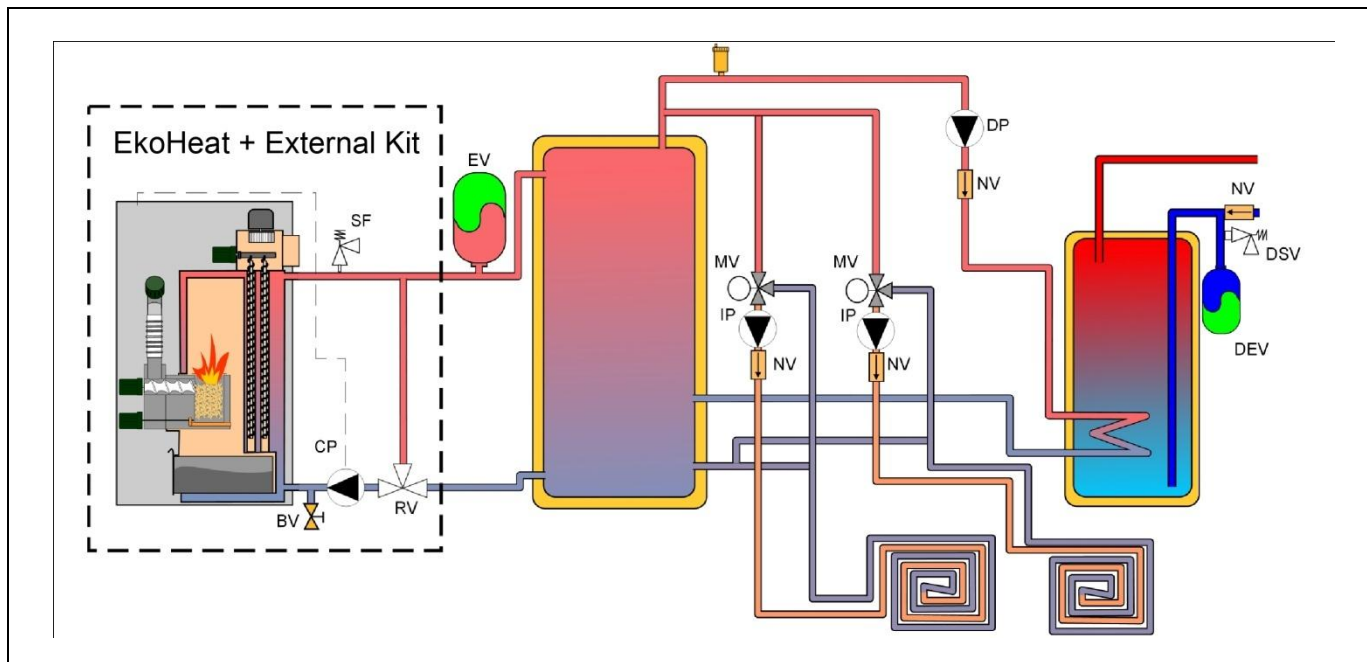 EkoHeat + External Kit
EV
SF
CP
BV
RV
DP
NV
MV
IP
NV
MV
IP
NV
NV
DSV
DEV